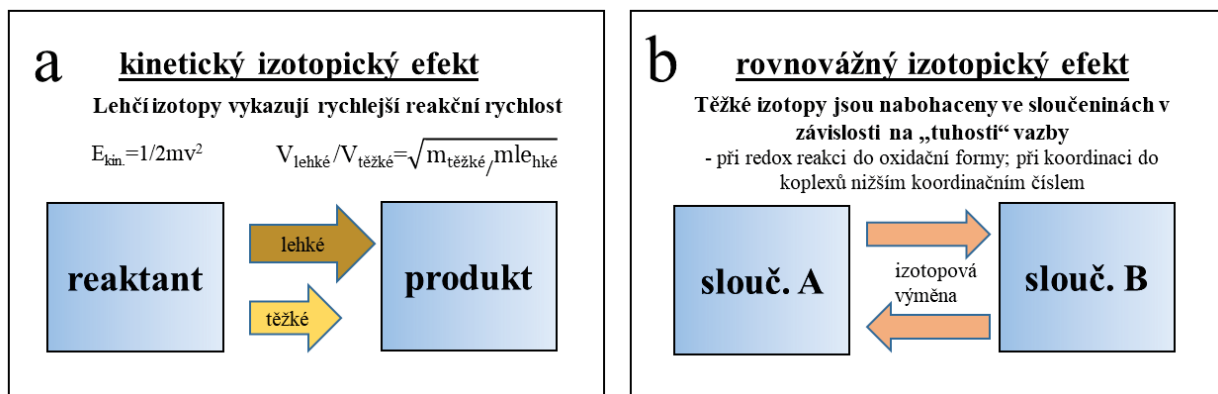 a
kinetický izotopický efekt
Lehčí izotopy vykazují rychlejší reakční rychlost
Ekin.=1/2mv²
Vlehké/Vtěžké=√mtěžké/mlehké
reaktant
lehké
těžké
produkt
b
rovnovážný izotopický efekt
Těžké izotopy jsou nabohaceny ve sloučeninách v
závislosti na „tuhosti“ vazby
- při redox reakci do oxidační formy; při koordinaci do
koplexů nižším koordinačním číslem
slouč. A
izotopová
výměna
slouč. B